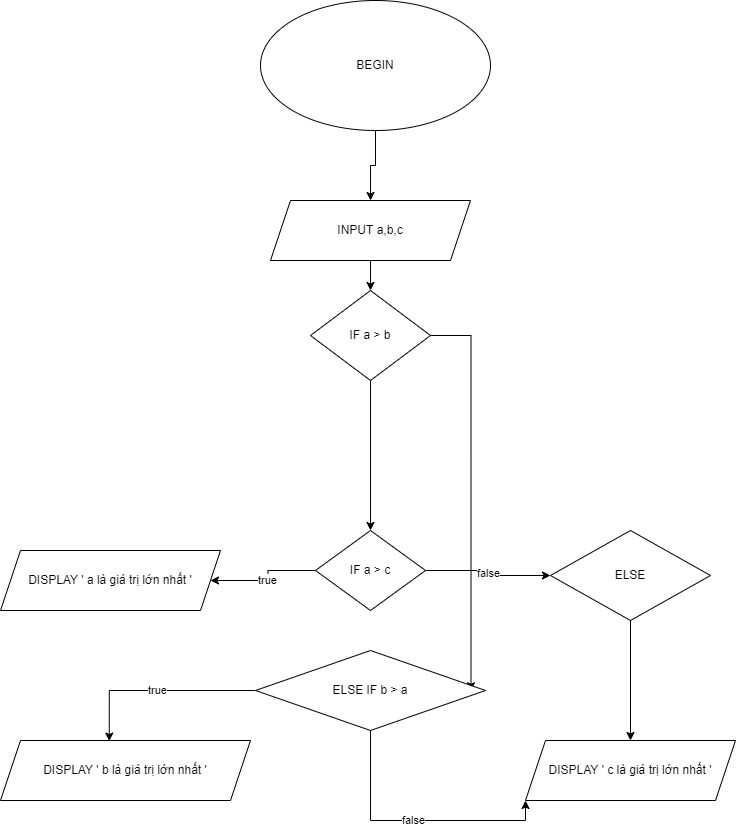 BEGIN
INPUT a,b,c
IF a > b
IF a > c
false
ELSE
true
DISPLAY ' a là giá trị lớn nhất '
ELSE IF b > a
true
DISPLAY ' b là giá trị lớn nhất '
DISPLAY ' c là giá trị lớn nhất '
false